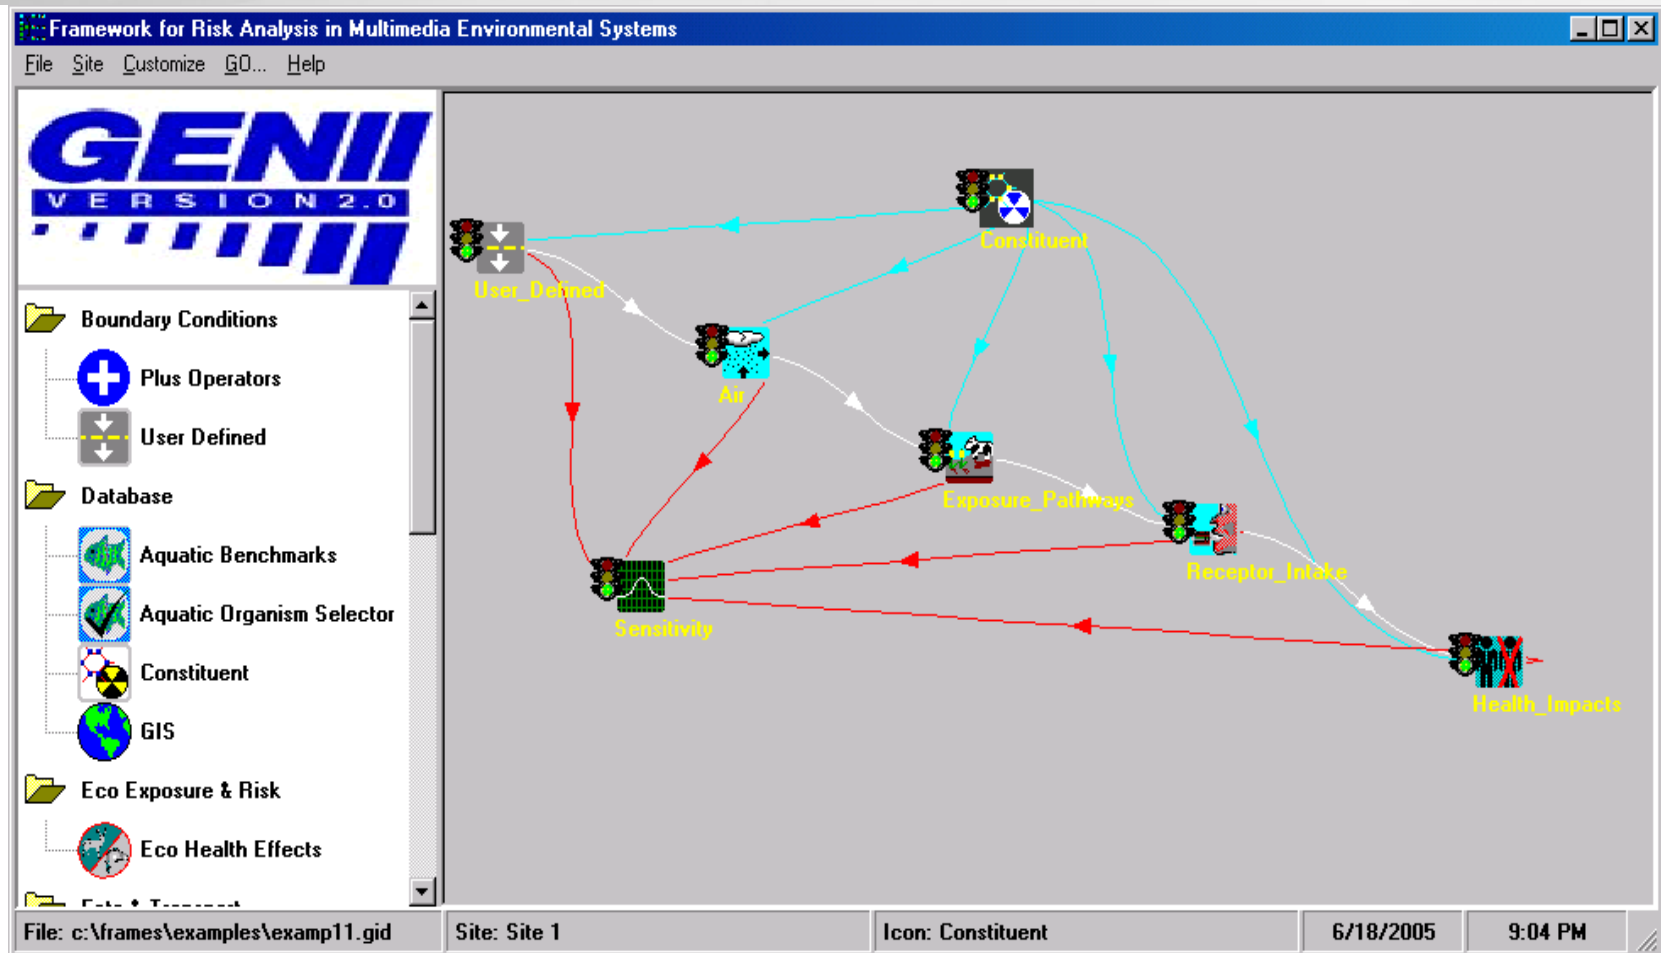 Framework for Risk Analysis in Multimedia Environmental Systems
File Site Customize GO... Help
GENII
VERSION 2.0
Boundary Conditions
Plus Operators
User Defined
Database
Aquatic Benchmarks
Aquatic Organism Selector
Constituent
GIS
Eco Exposure & Risk
Eco Health Effects
Constituent
User_Defined
Air
Exposure_Pathways
Receptor_Intake
Sensitivity
Health_Impacts
File: c:\frames\examples\examp11.gid
Site: Site 1
Icon: Constituent
6/18/2005
9:04 PM